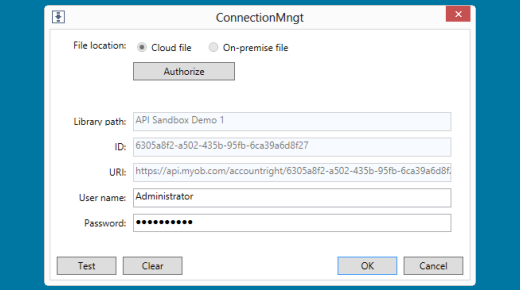 ConnectionMngt
File location: Cloud file On-premise file
Authorize
Library path: API Sandbox Demo 1
ID: 6305a8f2-a502-435b-95fb-6ca39a6d8f27
URI: https://api.myob.com/accountright/6305a8f2-a502-435b-95fb-6ca39a6d8f2
User name: Administrator
Password: ●●●●●●●●●●
Test Clear OK Cancel